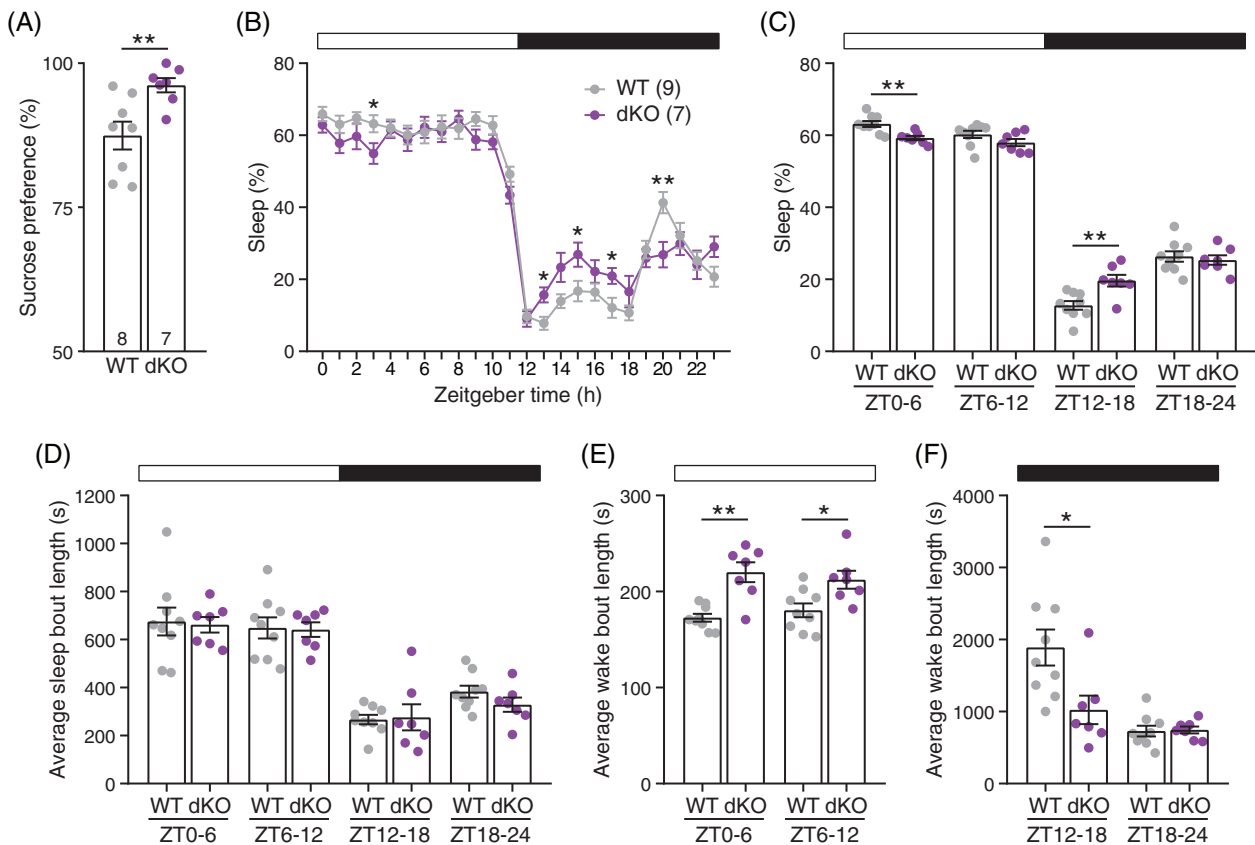 (A)
**
Sucrose preference (%)
100
75
50
8 7
WT dKO
(B)
WT (9)
dKO (7)
Sleep (%)
80
60
40
20
0
*
*
*
*
**
0 2 4 6 8 10 12 14 16 18 20 22
Zeitgeber time (h)
(C)
Sleep (%)
80
60
40
20
0
**
**
WT dKO WT dKO WT dKO WT dKO
ZT0-6 ZT6-12 ZT12-18 ZT18-24
(D)
Average sleep bout length (s)
1200
1000
800
600
400
200
0
WT dKO WT dKO WT dKO WT dKO
ZT0-6 ZT6-12 ZT12-18 ZT18-24
(E)
Average wake bout length (s)
300
200
100
0
** *
WT dKO WT dKO
ZT0-6 ZT6-12
(F)
Average wake bout length (s)
4000
3000
2000
1000
0
*
WT dKO WT dKO
ZT12-18 ZT18-24